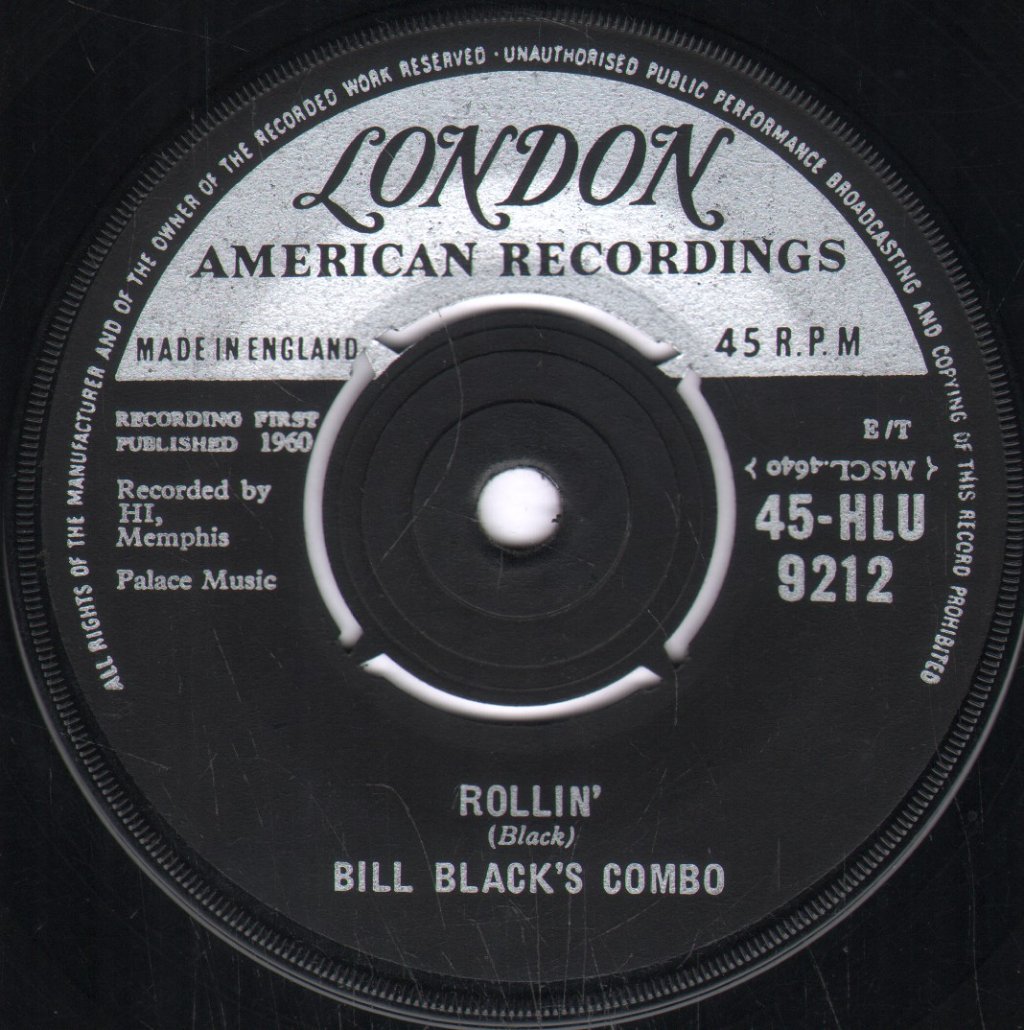 ALL RIGHTS OF THE MANUFACTURER AND OF THE OWNER OF THE RECORDED WORK RESERVED · UNAUTHORISED PUBLIC PERFORMANCE BROADCASTING AND COPYING OF THIS RECORD PROHIBITED
LONDON
AMERICAN RECORDINGS
MADE IN ENGLAND
45 R.P.M
RECORDING FIRST
PUBLISHED 1960
Recorded by
HI,
Memphis
Palace Music
E/T
( MSCL.4640 )
45-HLU
9212
ROLLIN'
(Black)
BILL BLACK'S COMBO